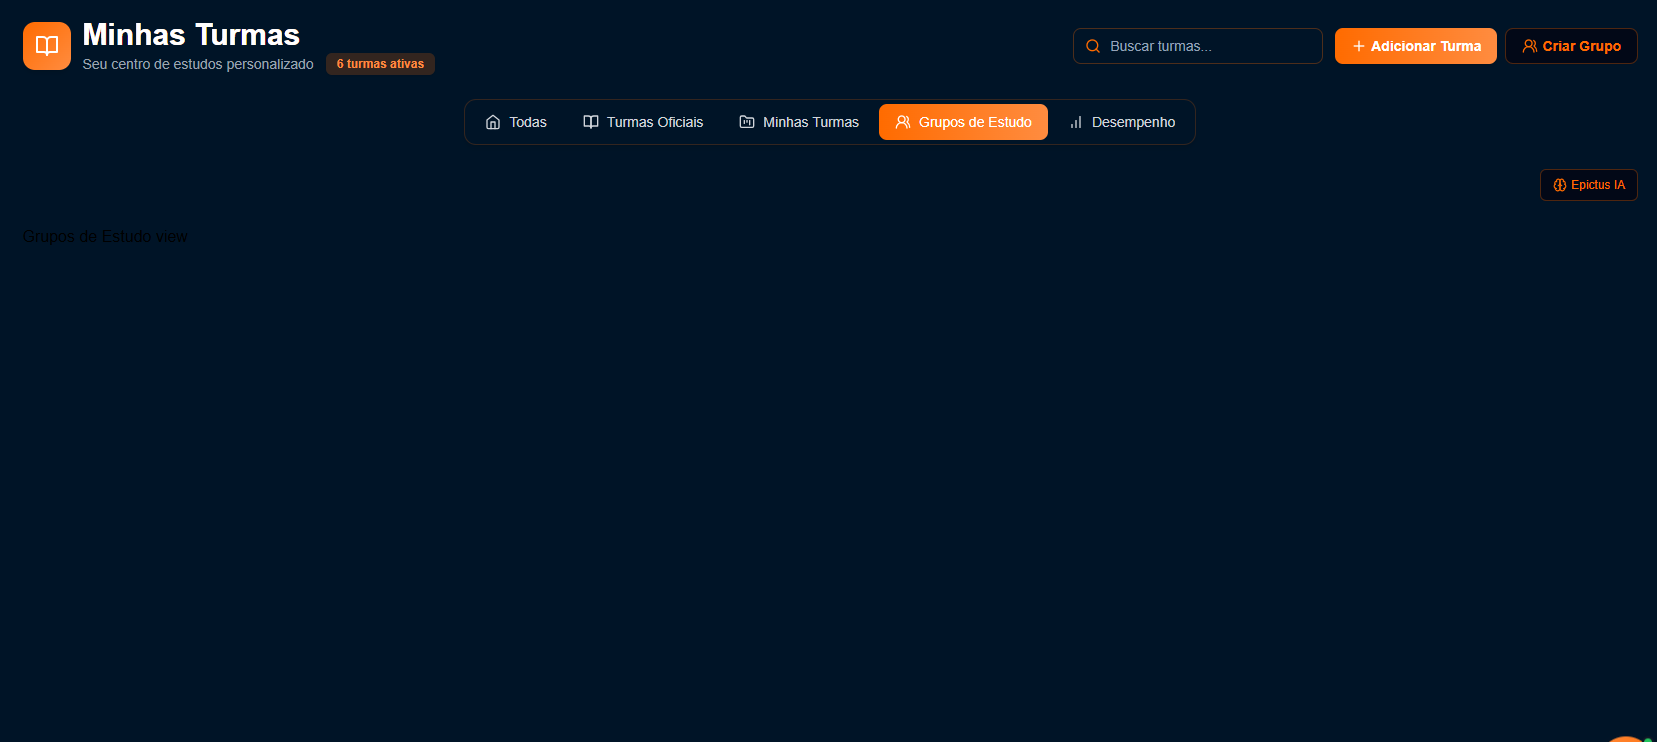 Minhas Turmas
Seu centro de estudos personalizado
6 turmas ativas
Buscar turmas...
Adicionar Turma
Criar Grupo
Todas
Turmas Oficiais
Minhas Turmas
Grupos de Estudo
Desempenho
Epictus IA
Grupos de Estudo view